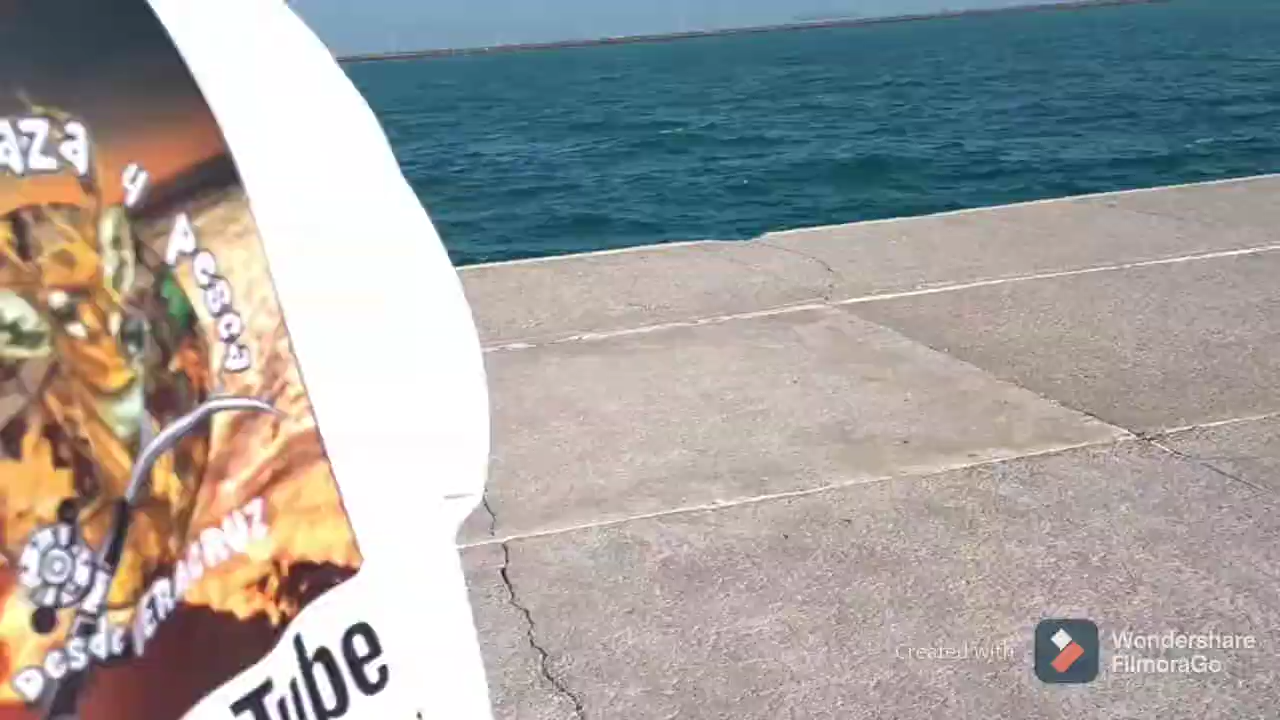 aza
y
Pesca
Desde VERACRUZ
Tube
Created with
Wondershare
FilmoraGo